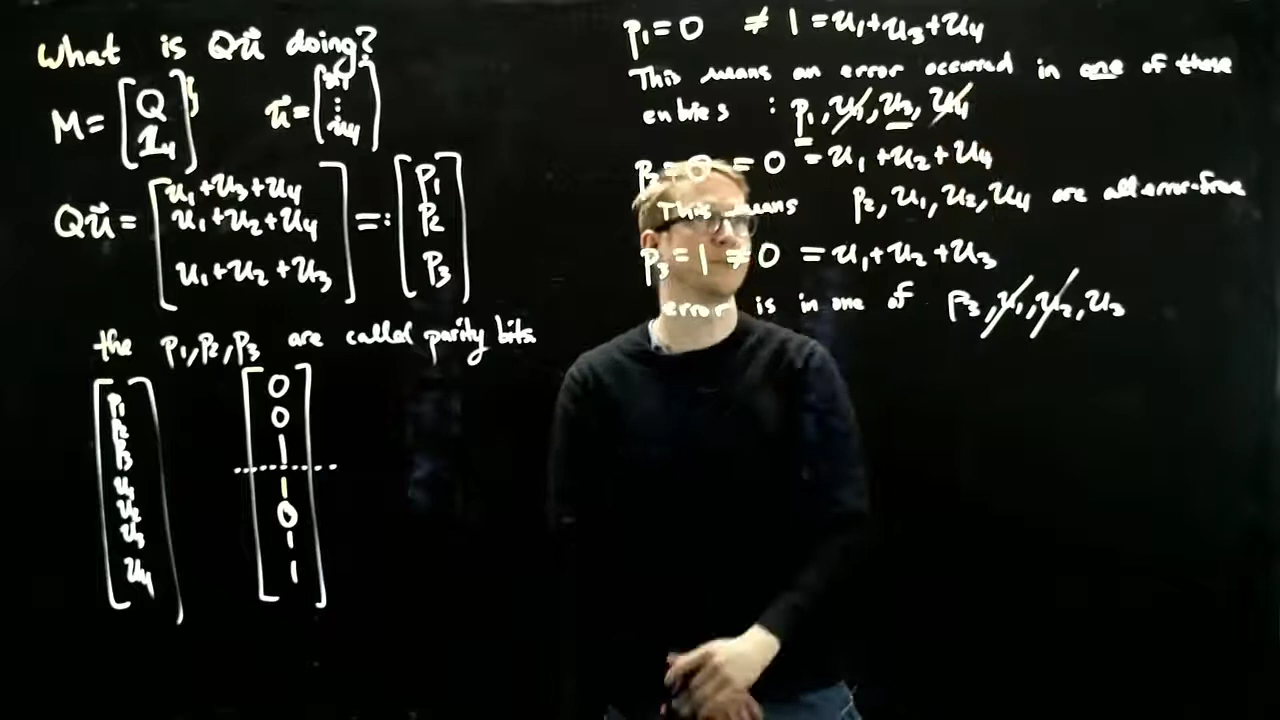 What is Qu⃗ doing?
M = [Q
1₄]
u⃗ = [u₁
⋮
u₄]
Qu⃗ = [u₁+u₃+u₄
u₁+u₂+u₄
u₁+u₂+u₃] =: [p₁
p₂
p₃]
the p₁,p₂,p₃ are called parity bits
[p₁
p₂
p₃
u₁
u₂
u₃
u₄]
[0
0
1
1
0
1
1]
p₁=0 ≠ 1 = u₁+u₃+u₄
This means an error occurred in one of these
entries : p₁, u₁, u₃, u₄
p₂=0 = 0 = u₁+u₂+u₄
This means p₂, u₁, u₂, u₄ are all error-free
p₃=1 ≠ 0 = u₁+u₂+u₃
error is in one of p₃, u₁, u₂, u₃